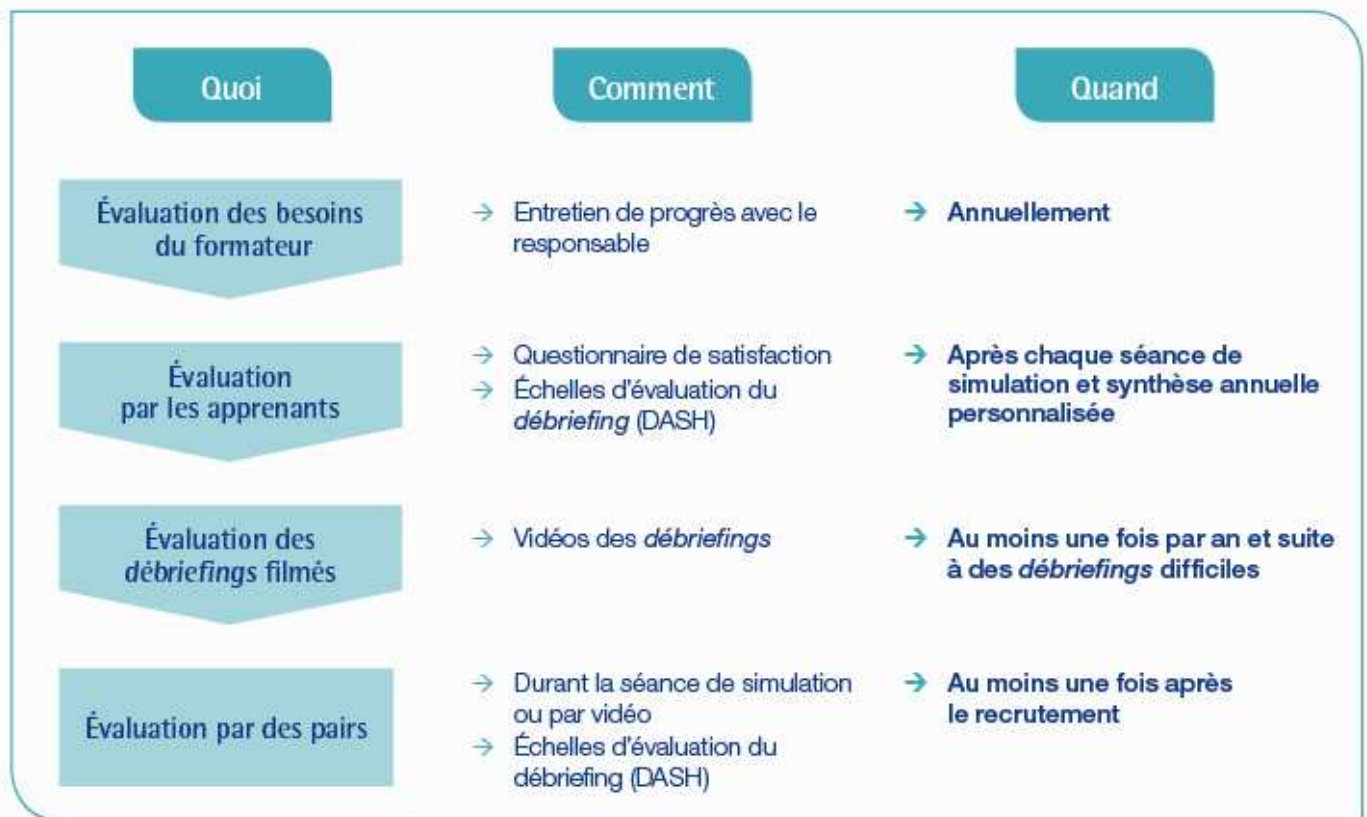 Quoi
Comment
Quand
Évaluation des besoins
du formateur
→ Entretien de progrès avec le
responsable
→ Annuellement
Évaluation
par les apprenants
→ Questionnaire de satisfaction
→ Échelles d'évaluation du
débriefing (DASH)
→ Après chaque séance de
simulation et synthèse annuelle
personnalisée
Évaluation des
débriefings filmés
→ Vidéos des débriefings
→ Au moins une fois par an et suite
à des débriefings difficiles
Évaluation par des pairs
→ Durant la séance de simulation
ou par vidéo
→ Échelles d'évaluation du
débriefing (DASH)
→ Au moins une fois après
le recrutement